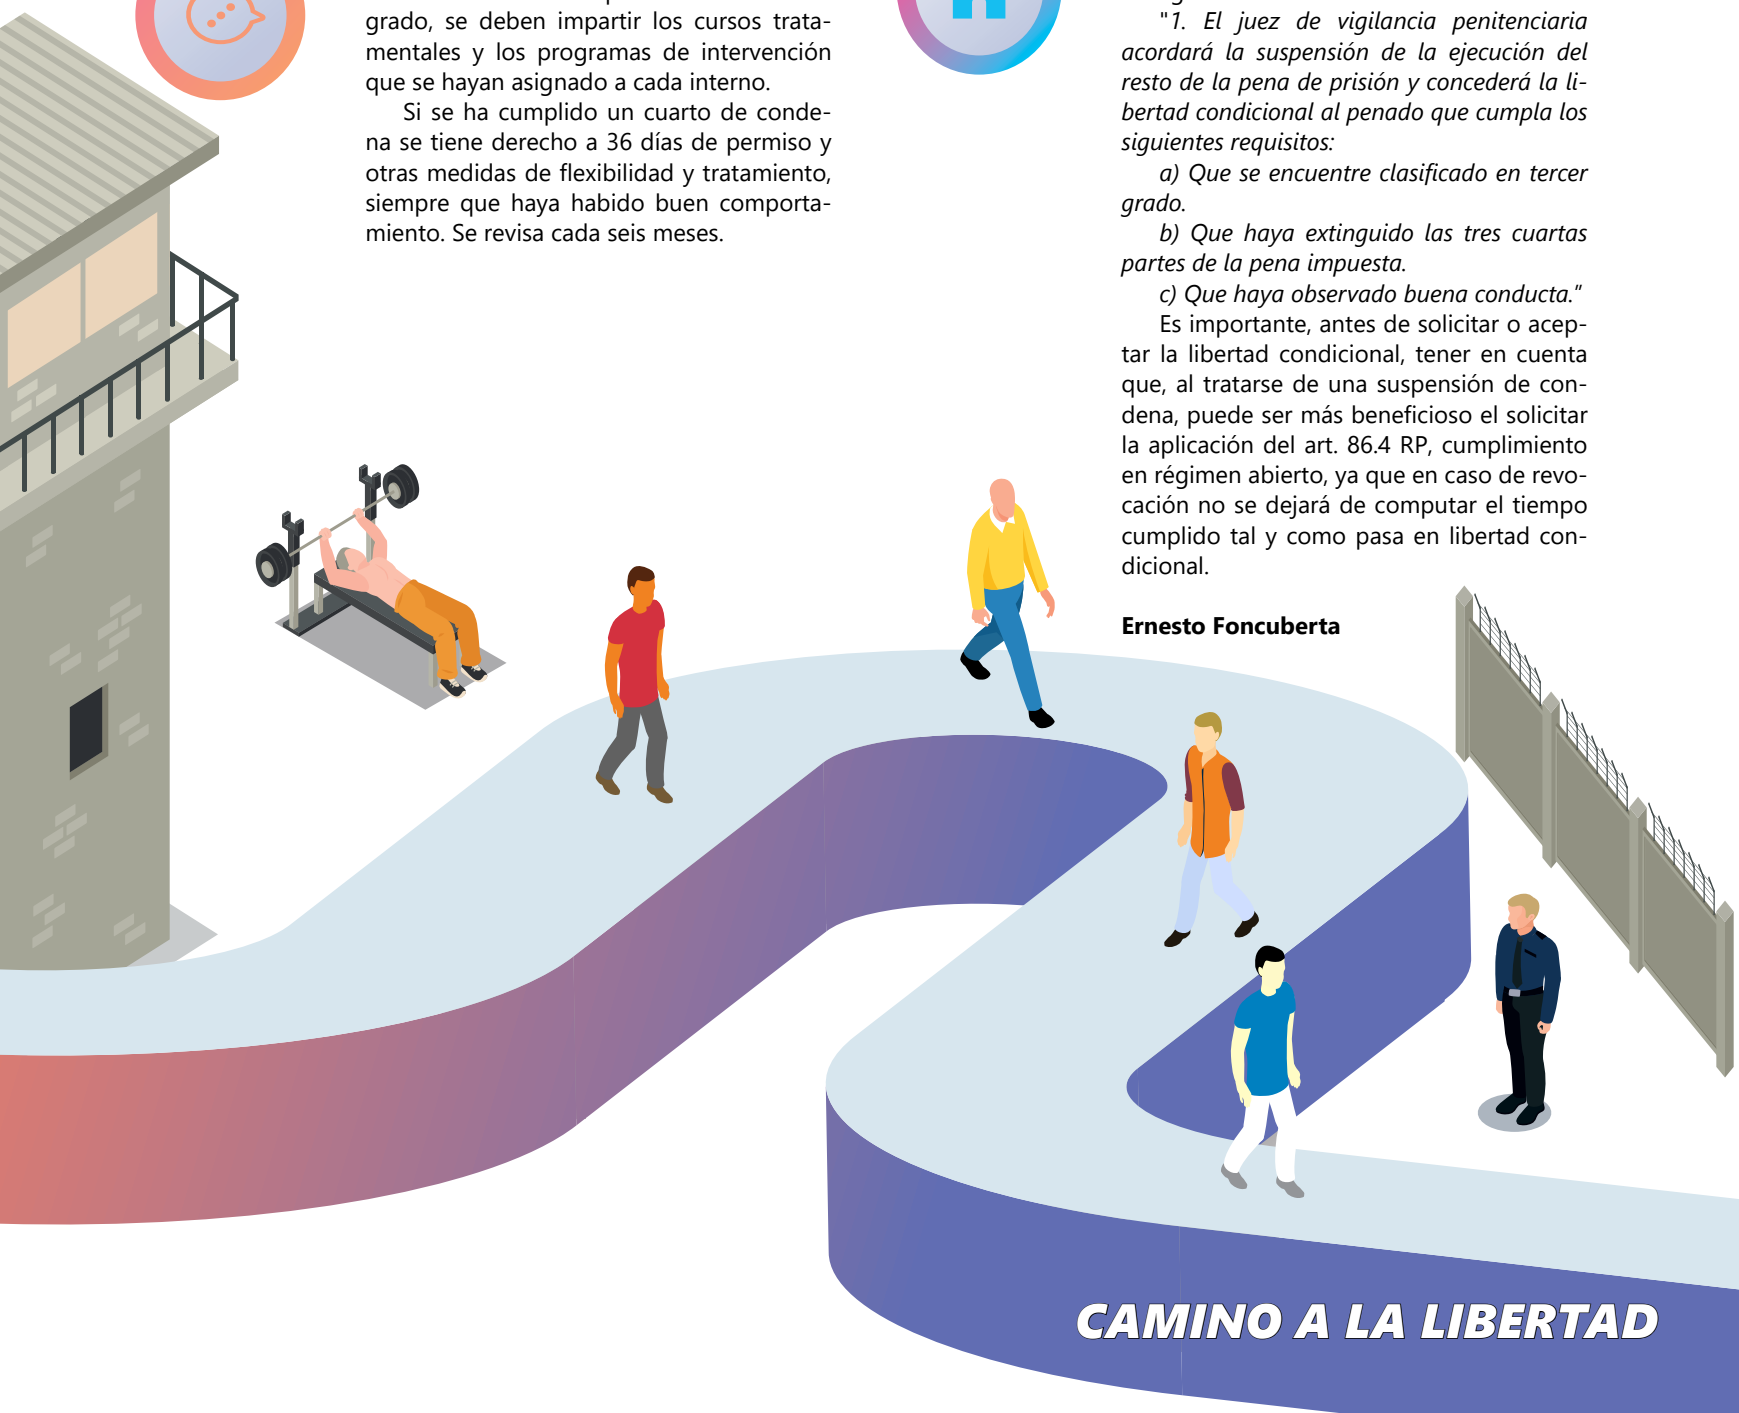 grado, se deben impartir los cursos trata-
mentales y los programas de intervención
que se hayan asignado a cada interno.
Si se ha cumplido un cuarto de conde-
na se tiene derecho a 36 días de permiso y
otras medidas de flexibilidad y tratamiento,
siempre que haya habido buen comporta-
miento. Se revisa cada seis meses.
"1. El juez de vigilancia penitenciaria
acordará la suspensión de la ejecución del
resto de la pena de prisión y concederá la li-
bertad condicional al penado que cumpla los
siguientes requisitos:
a) Que se encuentre clasificado en tercer
grado.
b) Que haya extinguido las tres cuartas
partes de la pena impuesta.
c) Que haya observado buena conducta."
Es importante, antes de solicitar o acep-
tar la libertad condicional, tener en cuenta
que, al tratarse de una suspensión de con-
dena, puede ser más beneficioso el solicitar
la aplicación del art. 86.4 RP, cumplimiento
en régimen abierto, ya que en caso de revo-
cación no se dejará de computar el tiempo
cumplido tal y como pasa en libertad con-
dicional.
Ernesto Foncuberta
CAMINO A LA LIBERTAD